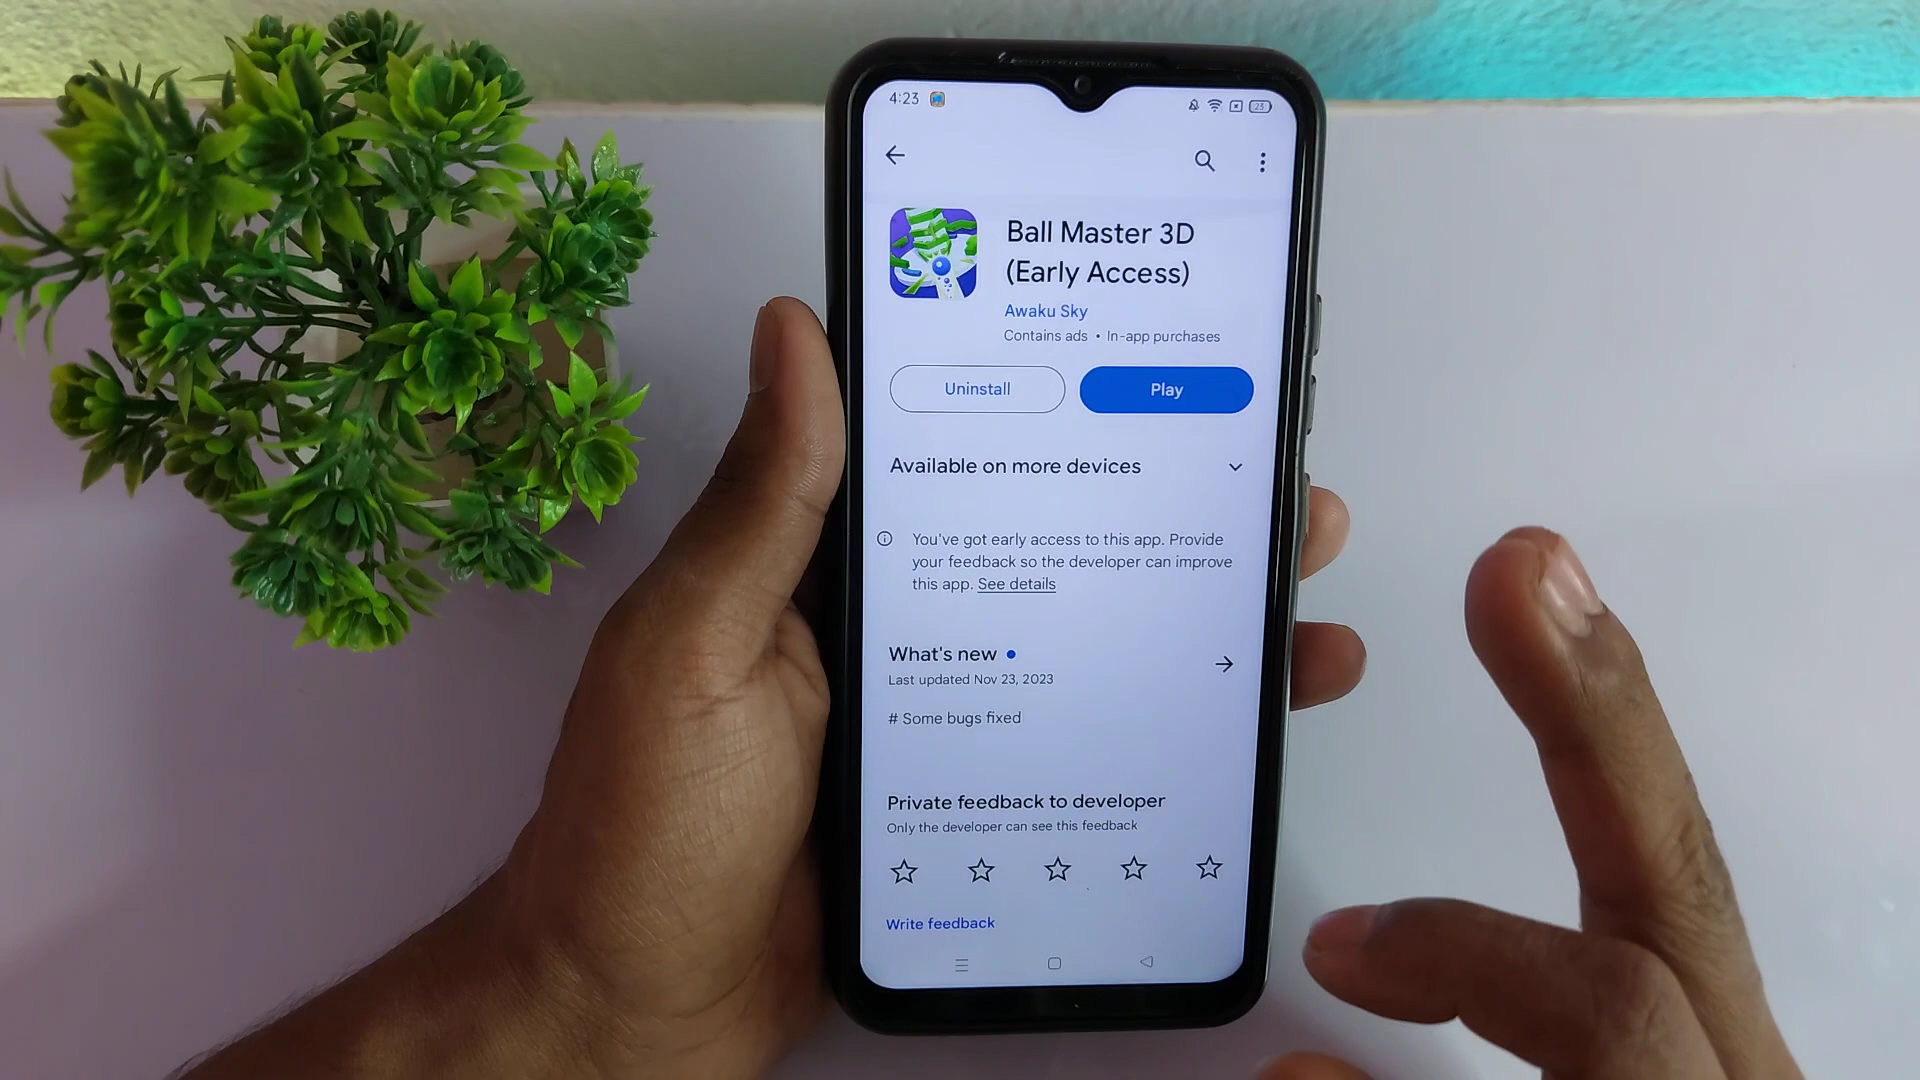 4:23
23
Ball Master 3D
(Early Access)
Awaku Sky
Contains ads • In-app purchases
Uninstall
Play
Available on more devices
You've got early access to this app. Provide
your feedback so the developer can improve
this app. See details
What's new
Last updated Nov 23, 2023
# Some bugs fixed
Private feedback to developer
Only the developer can see this feedback
Write feedback